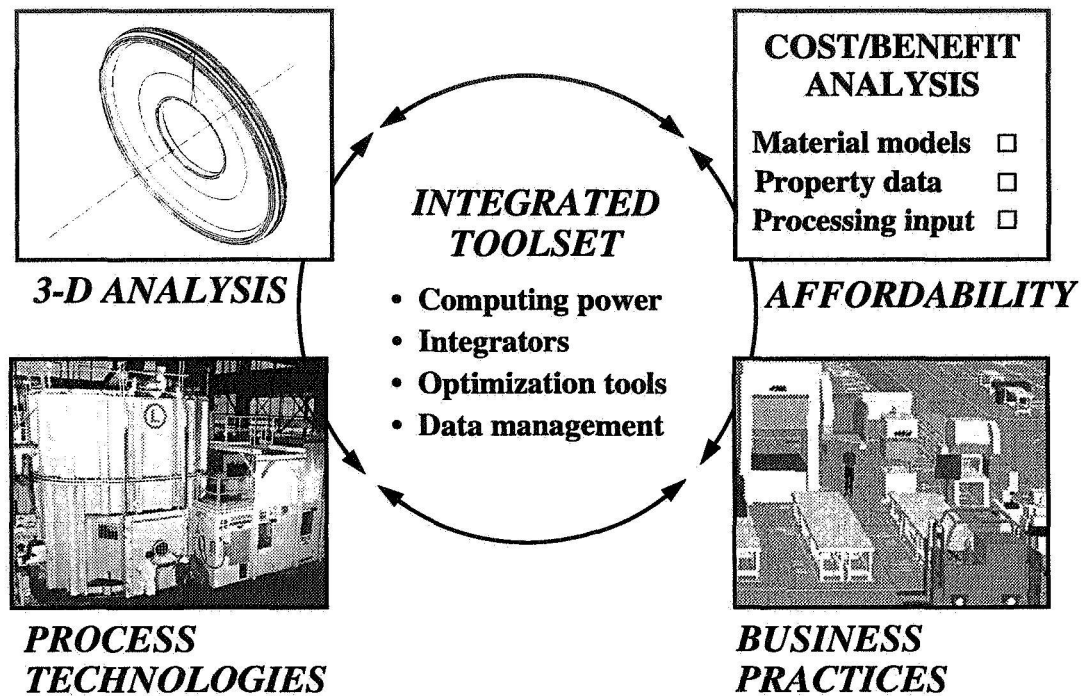 COST/BENEFIT
ANALYSIS
Material models □
Property data □
Processing input □
3-D ANALYSIS
AFFORDABILITY
INTEGRATED
TOOLSET
• Computing power
• Integrators
• Optimization tools
• Data management
L
PROCESS
TECHNOLOGIES
BUSINESS
PRACTICES